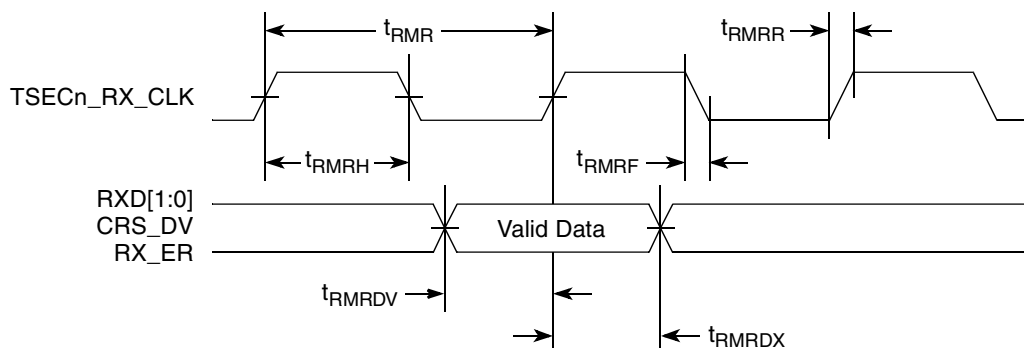 tRMR
tRMRR
TSECn_RX_CLK
tRMRH
tRMRF
RXD[1:0]
CRS_DV
RX_ER
Valid Data
tRMRDV
tRMRDX